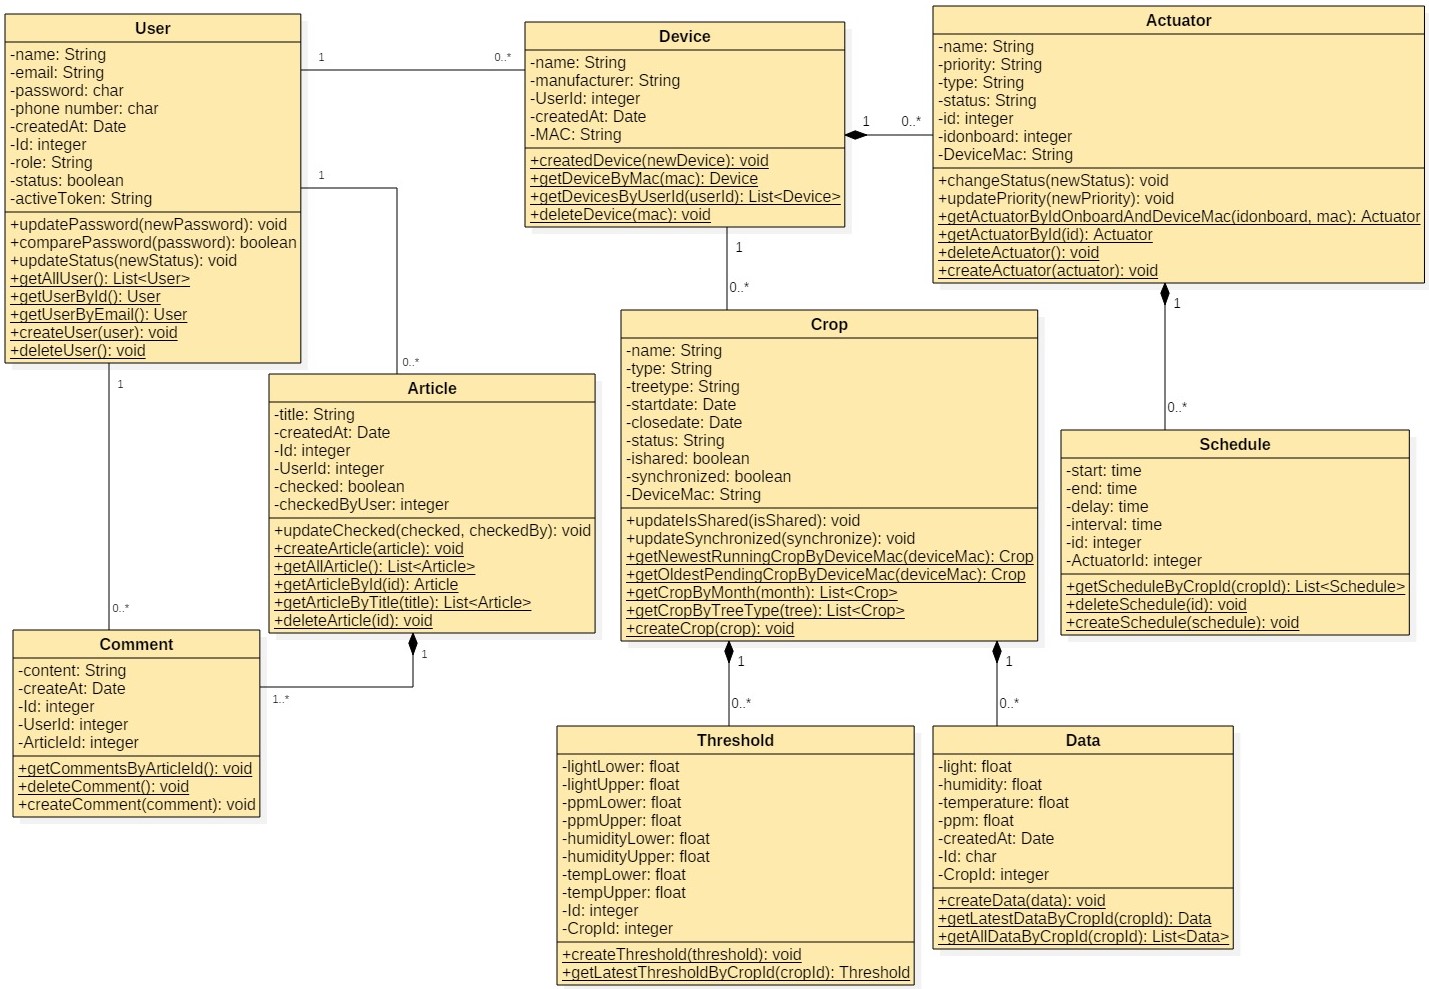 User
-name: String
-email: String
-password: char
-phone number: char
-createdAt: Date
-Id: integer
-role: String
-status: boolean
-activeToken: String
+updatePassword(newPassword): void
+comparePassword(password): boolean
+updateStatus(newStatus): void
+getAllUser(): List<User>
+getUserById(): User
+getUserByEmail(): User
+createUser(user): void
+deleteUser(): void
1
0..*
1
0..*
1
0..*
Device
-name: String
-manufacturer: String
-UserId: integer
-createdAt: Date
-MAC: String
+createdDevice(newDevice): void
+getDeviceByMac(mac): Device
+getDevicesByUserId(userId): List<Device>
+deleteDevice(mac): void
1
0..*
1
0..*
Actuator
-name: String
-priority: String
-type: String
-status: String
-id: integer
-idonboard: integer
-DeviceMac: String
+changeStatus(newStatus): void
+updatePriority(newPriority): void
+getActuatorByIdOnboardAndDeviceMac(idonboard, mac): Actuator
+getActuatorById(id): Actuator
+deleteActuator(): void
+createActuator(actuator): void
1
0..*
Article
-title: String
-createdAt: Date
-Id: integer
-UserId: integer
-checked: boolean
-checkedByUser: integer
+updateChecked(checked, checkedBy): void
+createArticle(article): void
+getAllArticle(): List<Article>
+getArticleById(id): Article
+getArticleByTitle(title): List<Article>
+deleteArticle(id): void
1
1..*
Crop
-name: String
-type: String
-treetype: String
-startdate: Date
-closedate: Date
-status: String
-ishared: boolean
-synchronized: boolean
-DeviceMac: String
+updateIsShared(isShared): void
+updateSynchronized(synchronize): void
+getNewestRunningCropByDeviceMac(deviceMac): Crop
+getOldestPendingCropByDeviceMac(deviceMac): Crop
+getCropByMonth(month): List<Crop>
+getCropByTreeType(tree): List<Crop>
+createCrop(crop): void
1
0..*
1
0..*
Schedule
-start: time
-end: time
-delay: time
-interval: time
-id: integer
-ActuatorId: integer
+getScheduleByCropId(cropId): List<Schedule>
+deleteSchedule(id): void
+createSchedule(schedule): void
Comment
-content: String
-createAt: Date
-Id: integer
-UserId: integer
-ArticleId: integer
+getCommentsByArticleId(): void
+deleteComment(): void
+createComment(comment): void
Threshold
-lightLower: float
-lightUpper: float
-ppmLower: float
-ppmUpper: float
-humidityLower: float
-humidityUpper: float
-tempLower: float
-tempUpper: float
-Id: integer
-CropId: integer
+createThreshold(threshold): void
+getLatestThresholdByCropId(cropId): Threshold
Data
-light: float
-humidity: float
-temperature: float
-ppm: float
-createdAt: Date
-Id: char
-CropId: integer
+createData(data): void
+getLatestDataByCropId(cropId): Data
+getAllDataByCropId(cropId): List<Data>